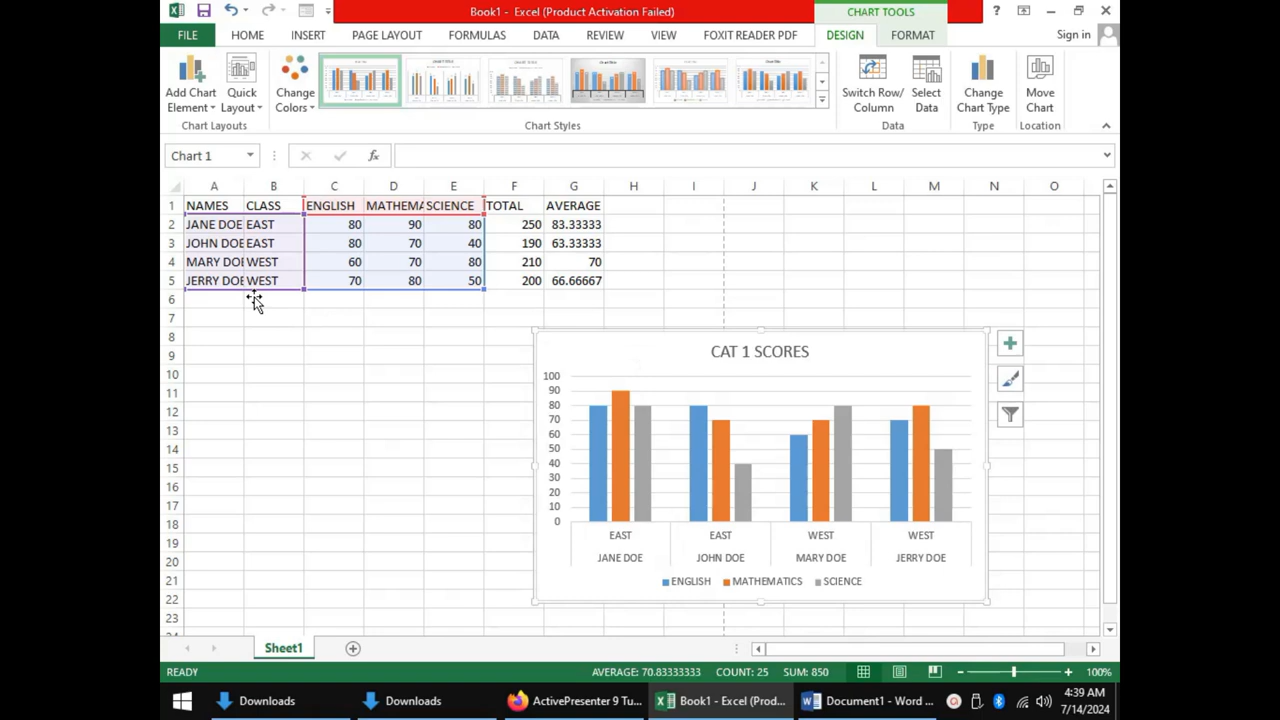 Book1 - Excel (Product Activation Failed)
CHART TOOLS
FILE HOME INSERT PAGE LAYOUT FORMULAS DATA REVIEW VIEW FOXIT READER PDF DESIGN FORMAT Sign in
Add Chart Element Quick Layout Change Colors Switch Row/ Column Select Data Change Chart Type Move Chart
Chart Layouts Chart Styles Data Type Location
Chart 1 fx
A B C D E F G H I J K L M N O
1 NAMES CLASS ENGLISH MATHEMA SCIENCE TOTAL AVERAGE
2 JANE DOE EAST 80 90 80 250 83.33333
3 JOHN DOE EAST 80 70 40 190 63.33333
4 MARY DOE WEST 60 70 80 210 70
5 JERRY DOE WEST 70 80 50 200 66.66667
6
7
8
9
10
11
12
13
14
15
16
17
18
19
20
21
22
23
CAT 1 SCORES
100
90
80
70
60
50
40
30
20
10
0
EAST EAST WEST WEST
JANE DOE JOHN DOE MARY DOE JERRY DOE
ENGLISH MATHEMATICS SCIENCE
Sheet1
READY AVERAGE: 70.83333333 COUNT: 25 SUM: 850 100%
Downloads Downloads ActivePresenter 9 Tu... Book1 - Excel (Prod... Document1 - Word ... 4:39 AM
7/14/2024